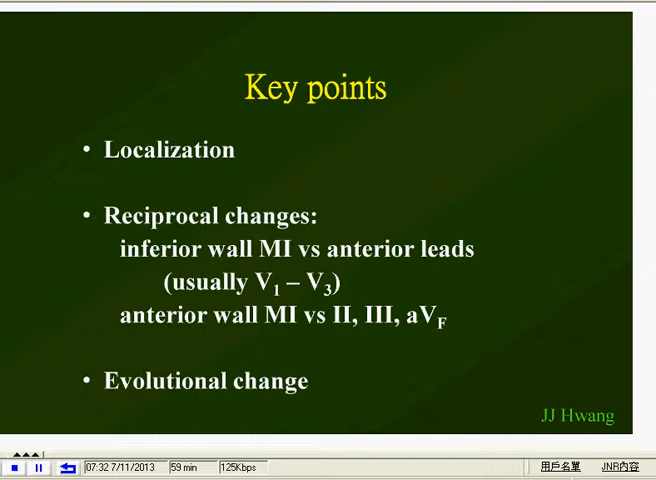 Key points
• Localization
• Reciprocal changes:
inferior wall MI vs anterior leads
(usually V1 – V3)
anterior wall MI vs II, III, aVF
• Evolutional change
JJ Hwang
07:32 7/11/2013 59 min 125Kbps 用戶名單 JNR內容